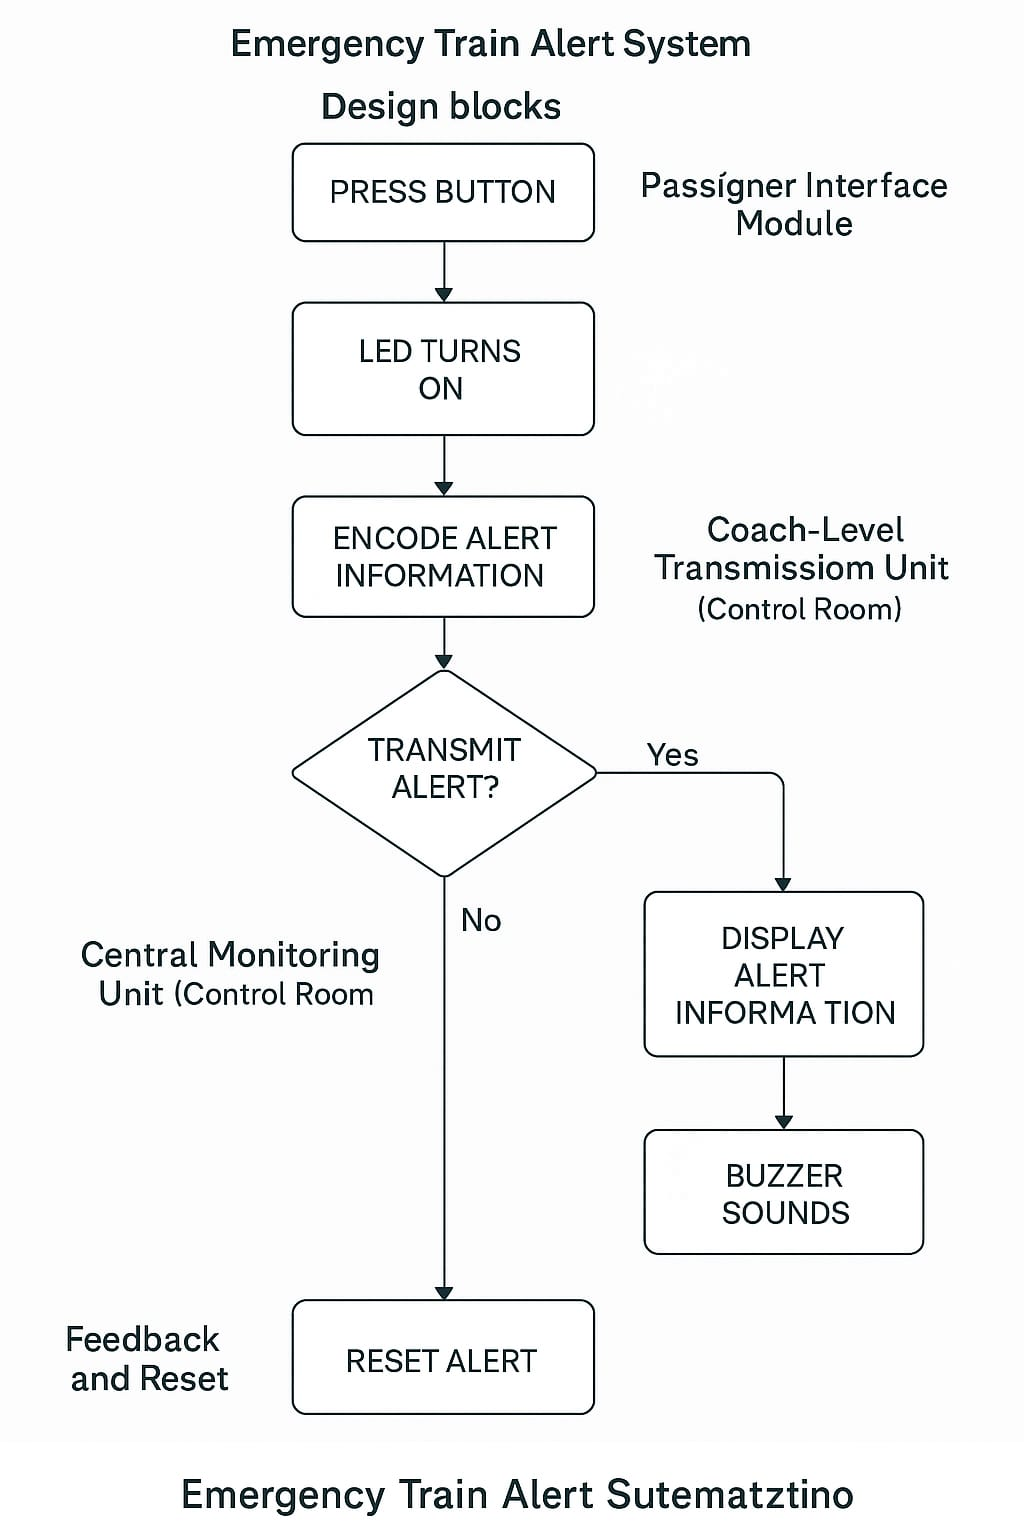 Emergency Train Alert System
Design blocks
PRESS BUTTON
Passígner Interface
Module
LED TURNS
ON
ENCODE ALERT
INFORMATION
Coach-Level
Transmissiom Unit
(Control Room)
TRANSMIT
ALERT?
Yes
No
Central Monitoring
Unit (Control Room
DISPLAY
ALERT
INFORMA TION
BUZZER
SOUNDS
Feedback
and Reset
RESET ALERT
Emergency Train Alert Sutematztino